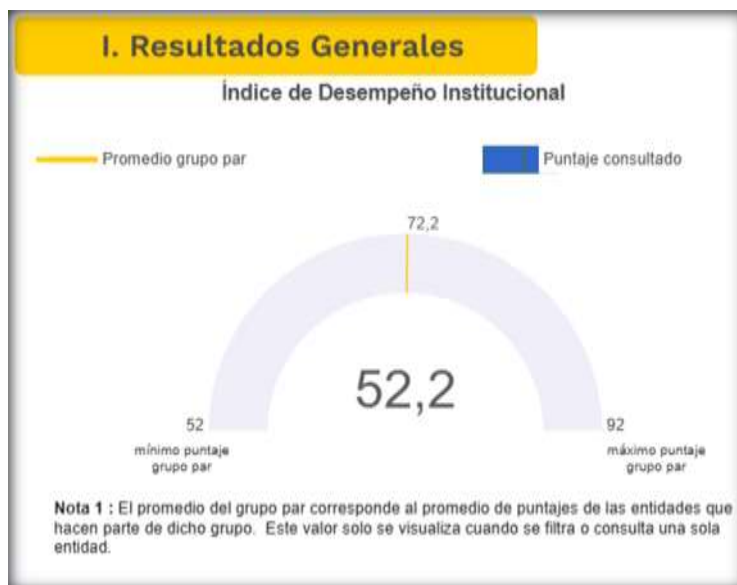 I. Resultados Generales
Índice de Desempeño Institucional
Promedio grupo par
Puntaje consultado
72,2
52,2
52
mínimo puntaje
grupo par
92
máximo puntaje
grupo par
Nota 1 : El promedio del grupo par corresponde al promedio de puntajes de las entidades que
hacen parte de dicho grupo. Este valor solo se visualiza cuando se filtra o consulta una sola
entidad.